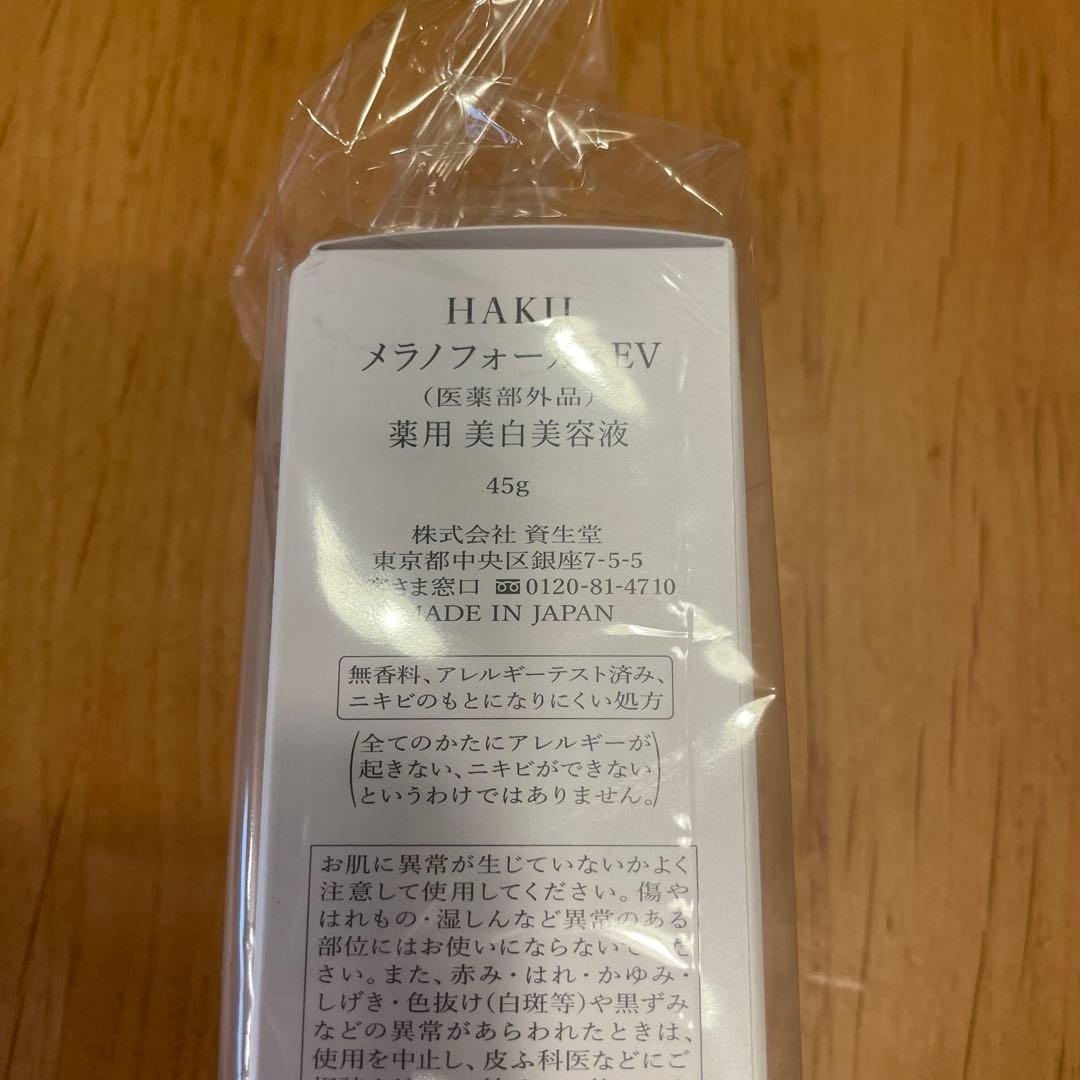 HAKU
メラノフォーカスEV
(医薬部外品)
薬用 美白美容液
45g
株式会社 資生堂
東京都中央区銀座7-5-5
さま窓口 0120-81-4710
MADE IN JAPAN
無香料、アレルギーテスト済み、
ニキビのもとになりにくい処方
(全てのかたにアレルギーが
起きない、ニキビができない
というわけではありません。)
お肌に異常が生じていないかよく
注意して使用してください。傷や
はれもの・湿しんなど異常のある
部位にはお使いにならないでくだ
さい。また、赤み・はれ・かゆみ・
しげき・色抜け(白斑等)や黒ずみ
などの異常があらわれたときは、
使用を中止し、皮ふ科医などにご